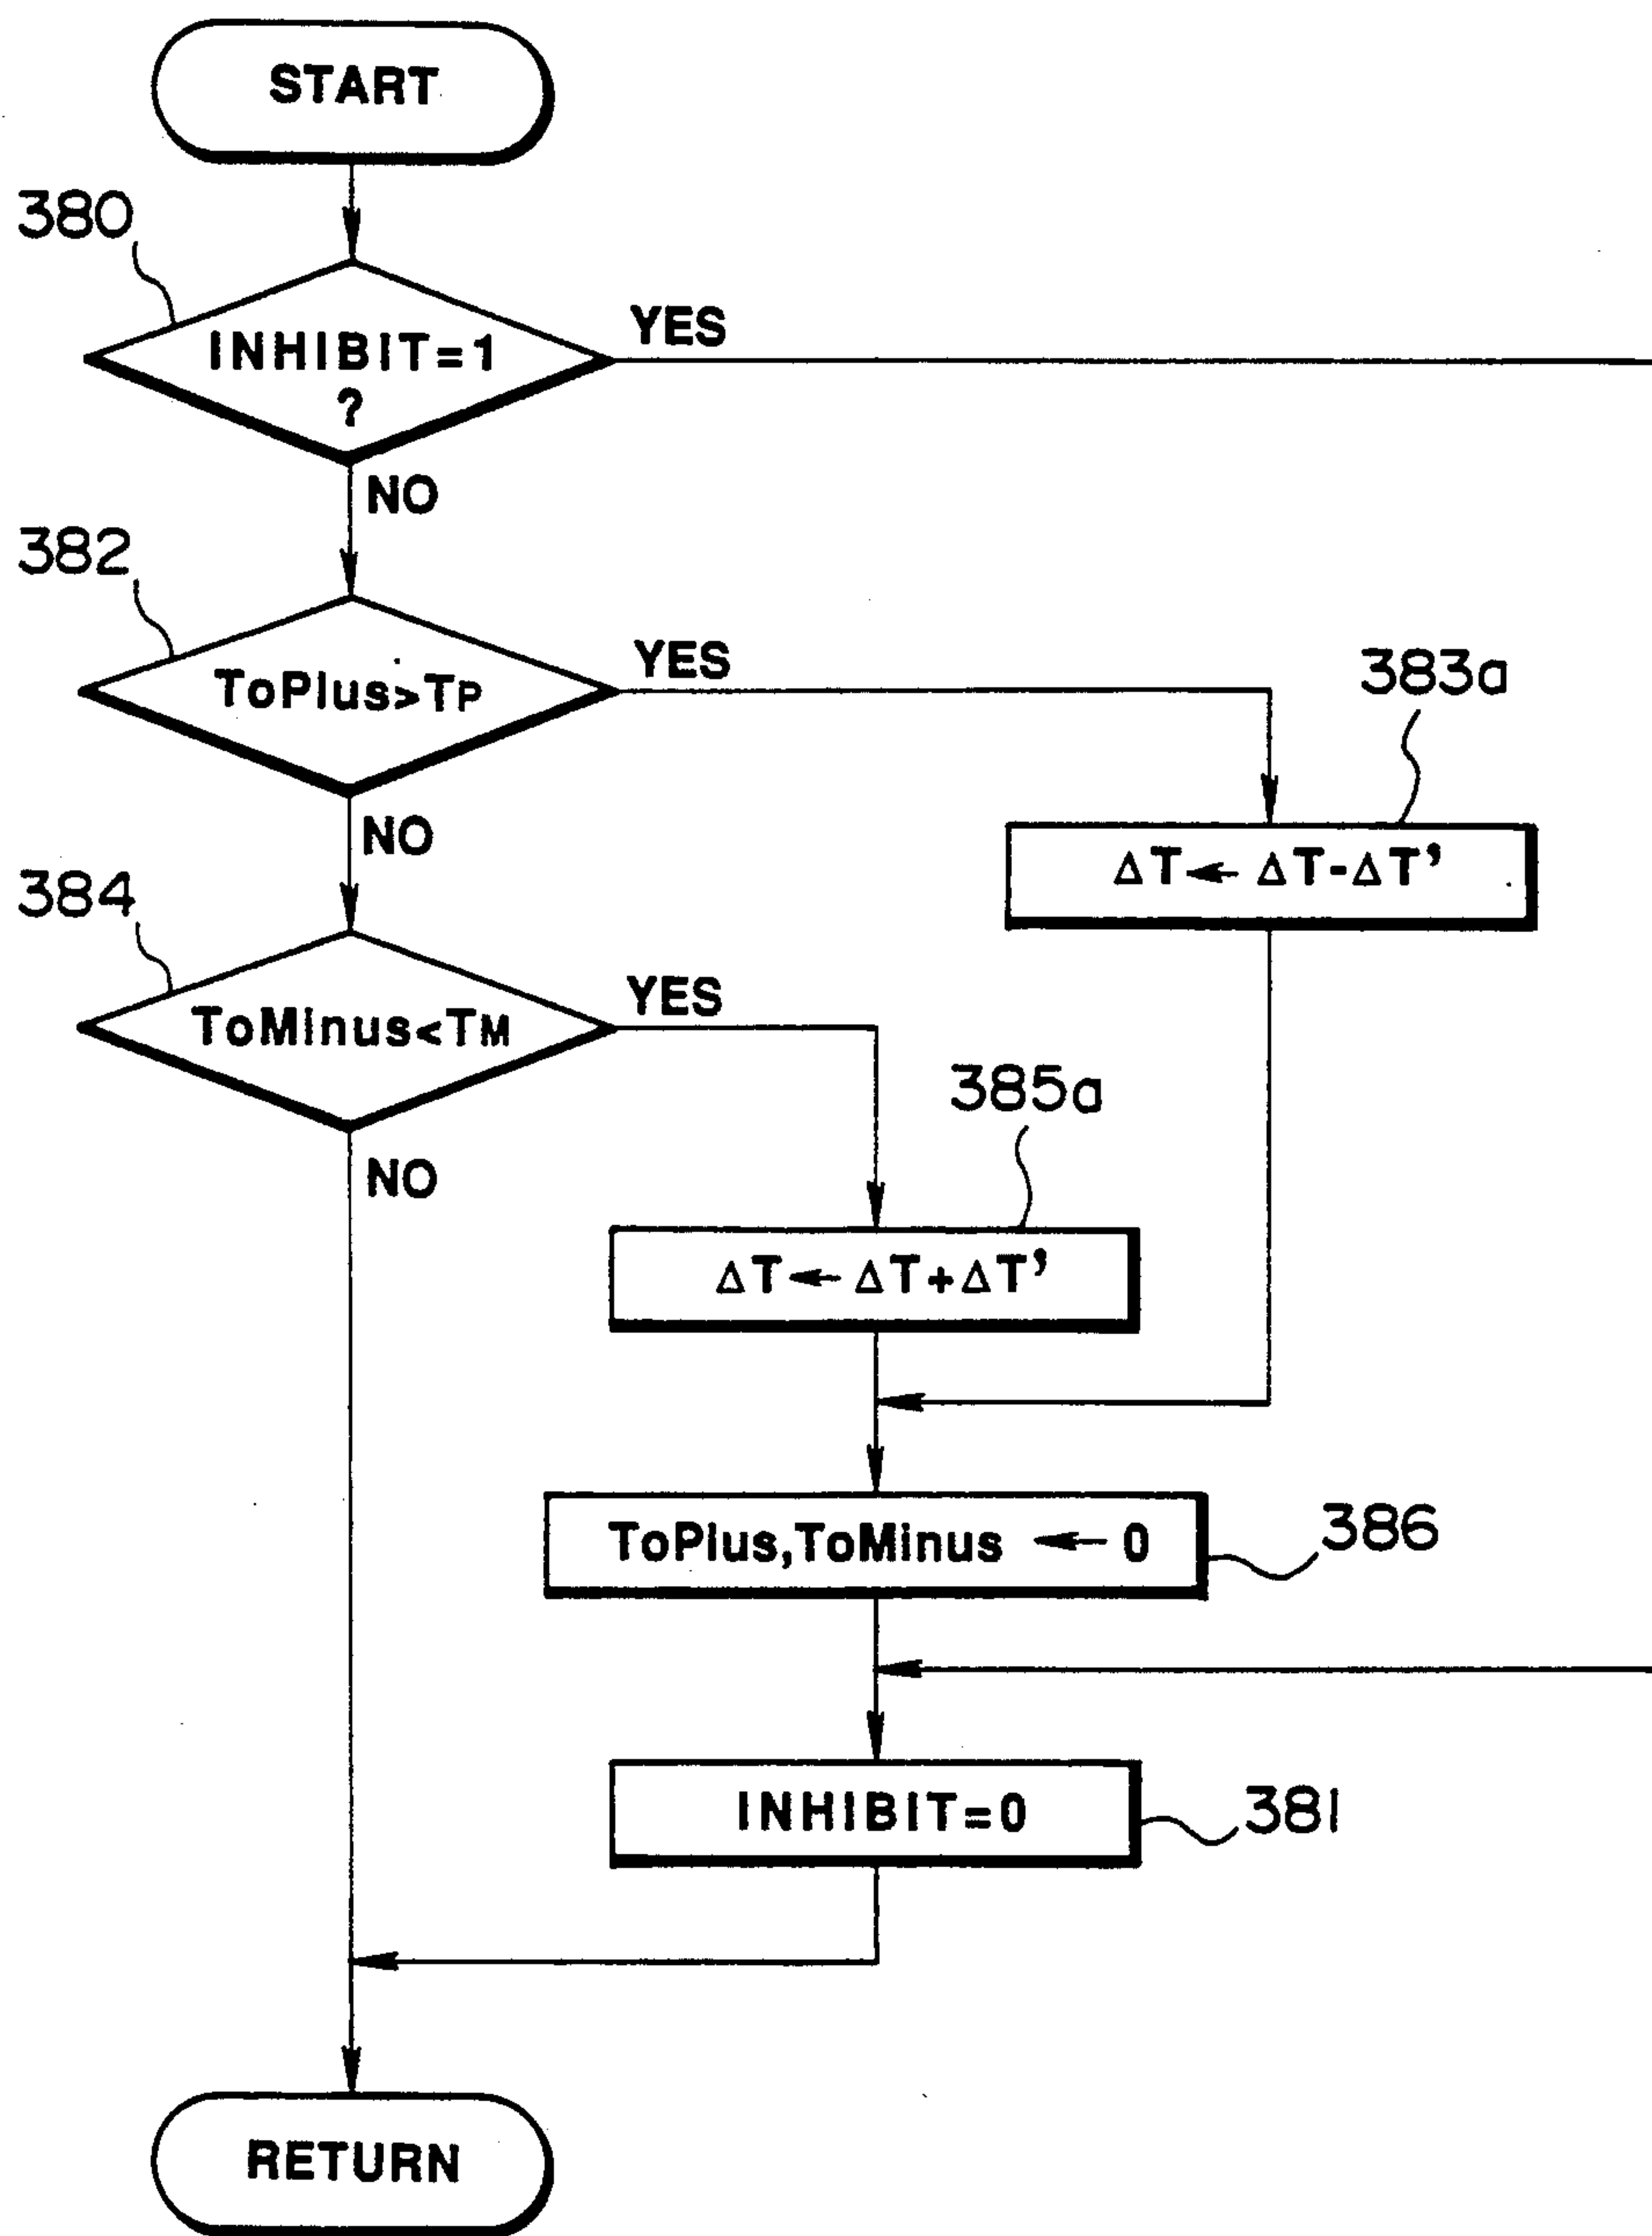 START
380
INHIBIT=1
?
YES
NO
382
ToPlus>TP
YES
383a
ΔT←ΔT-ΔT’
NO
384
ToMinus<TM
YES
385a
NO
ΔT←ΔT+ΔT’
ToPlus,ToMinus ← 0
386
INHIBIT=0
381
RETURN